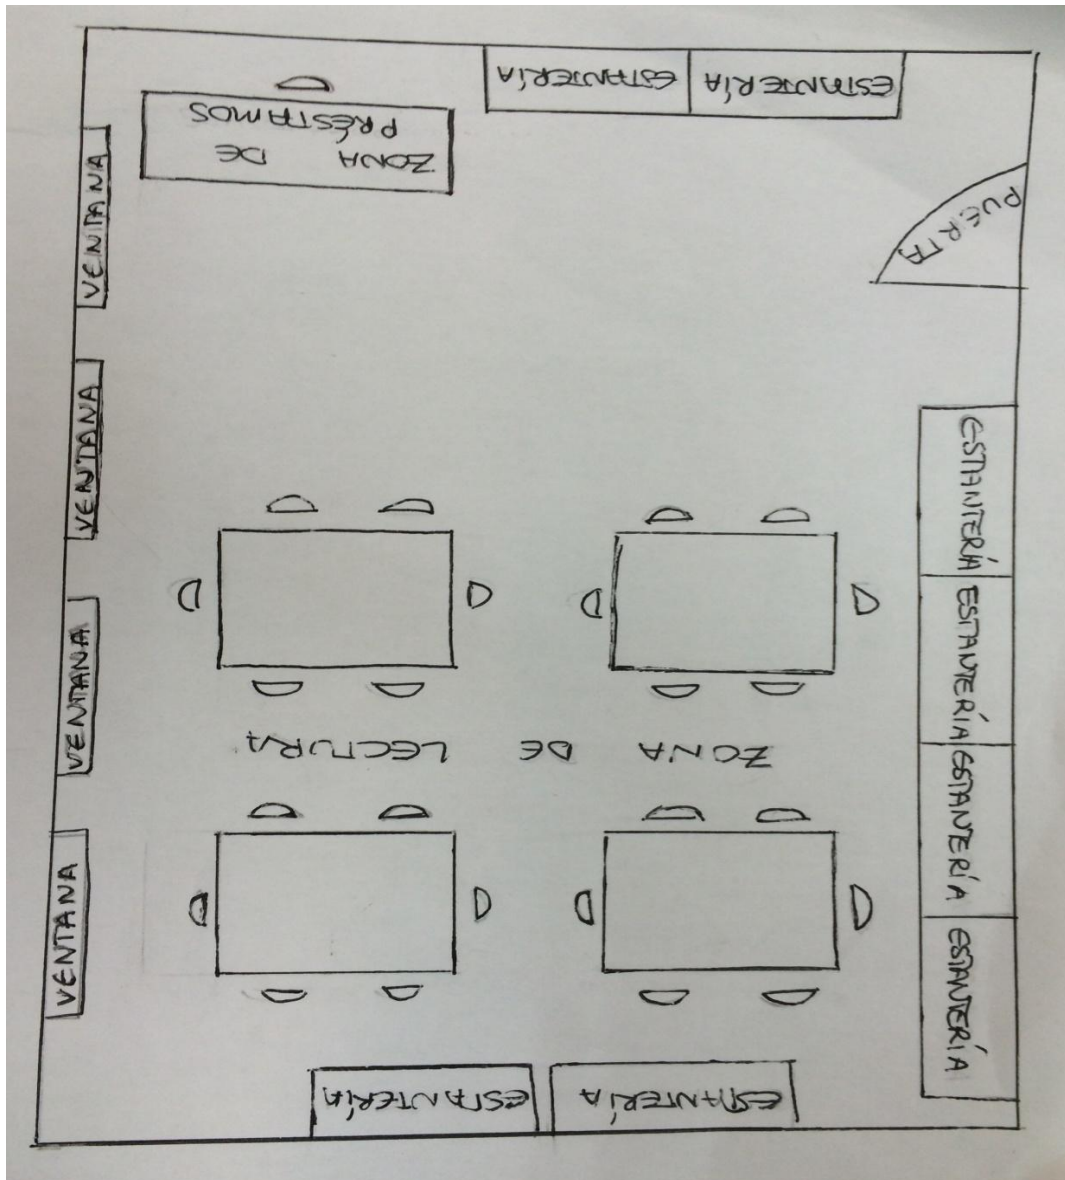 ESTANTERÍA
ESTANTERÍA
ZONA DE
PRÉSTAMOS
PUERTA
VENTANA
VENTANA
VENTANA
VENTANA
ESTANTERÍA
ESTANTERÍA
ESTANTERÍA
ESTANTERÍA
ZONA DE LECTURA
ESTANTERÍA
ESTANTERÍA